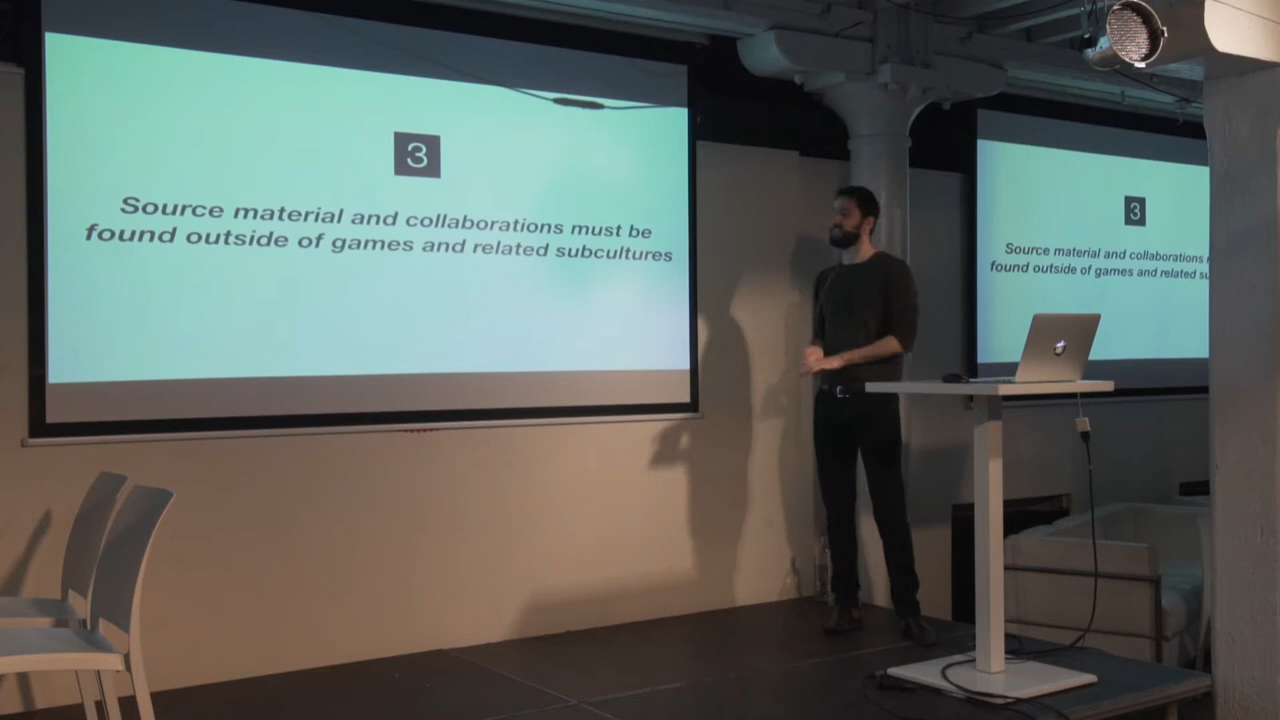 3
Source material and collaborations must be
found outside of games and related subcultures
3
Source material and collaborations
found outside of games and related